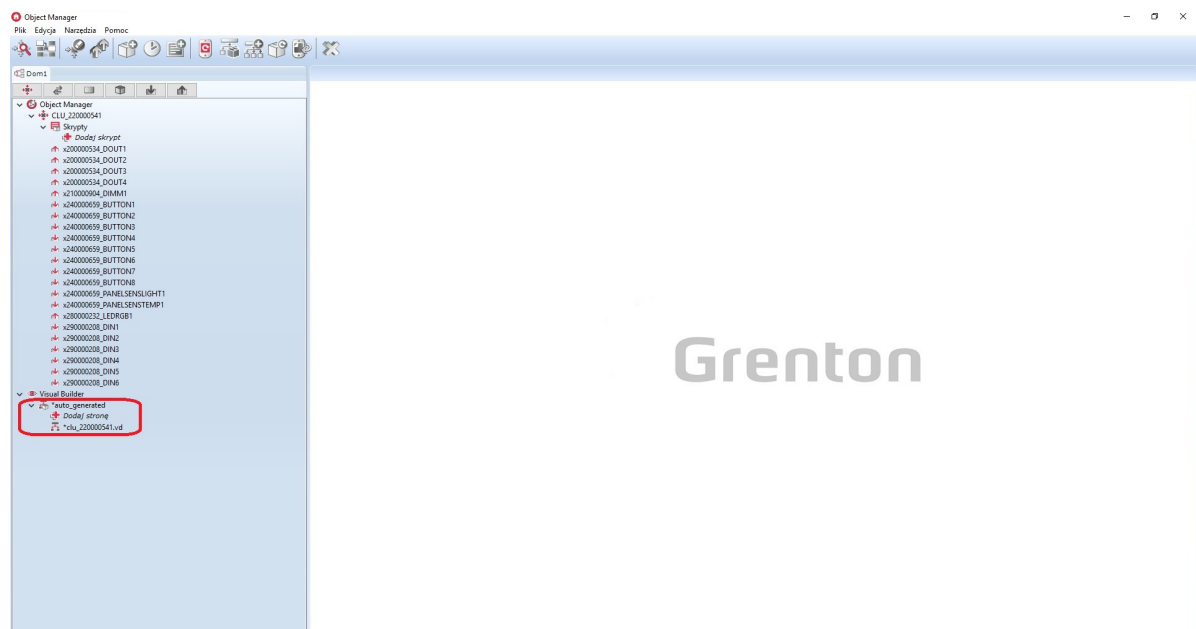 Object Manager
Plik Edycja Narzędzia Pomoc
Dom1
Object Manager
CLU_220000541
Skrypty
Dodaj skrypt
x200000534_DOUT1
x200000534_DOUT2
x200000534_DOUT3
x200000534_DOUT4
x210000904_DIMM1
x240000659_BUTTON1
x240000659_BUTTON2
x240000659_BUTTON3
x240000659_BUTTON4
x240000659_BUTTON5
x240000659_BUTTON6
x240000659_BUTTON7
x240000659_BUTTON8
x240000659_PANELSENSLIGHT1
x240000659_PANELSENSTEMP1
x280000232_LEDRGB1
x290000208_DIN1
x290000208_DIN2
x290000208_DIN3
x290000208_DIN4
x290000208_DIN5
x290000208_DIN6
Visual Builder
*auto_generated
Dodaj stronę
*clu_220000541.vd
Grenton